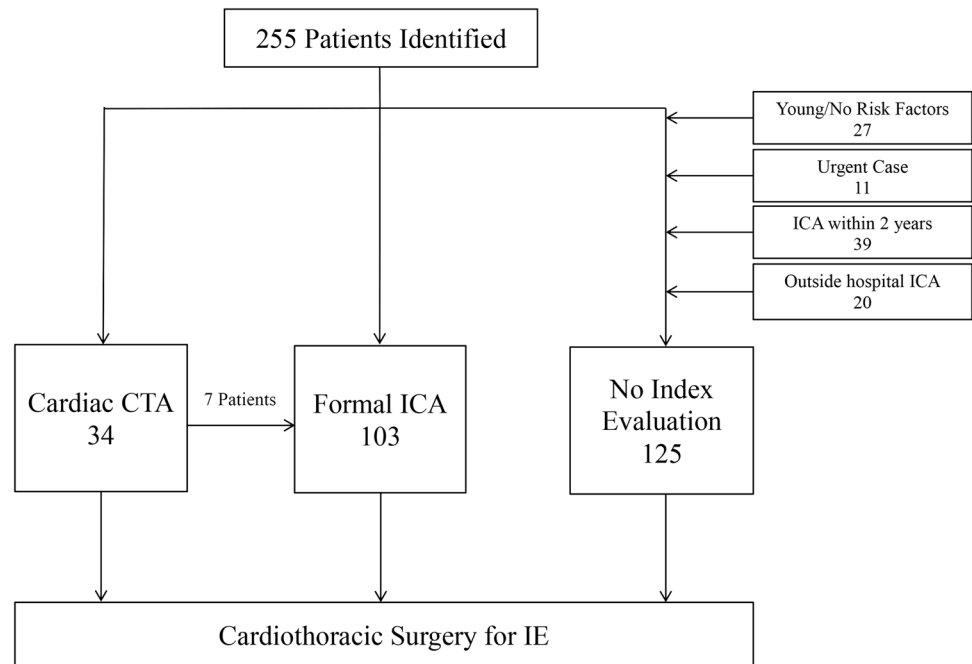 255 Patients Identified
Young/No Risk Factors
27
Urgent Case
11
ICA within 2 years
39
Outside hospital ICA
20
Cardiac CTA
34
7 Patients
Formal ICA
103
No Index
Evaluation
125
Cardiothoracic Surgery for IE